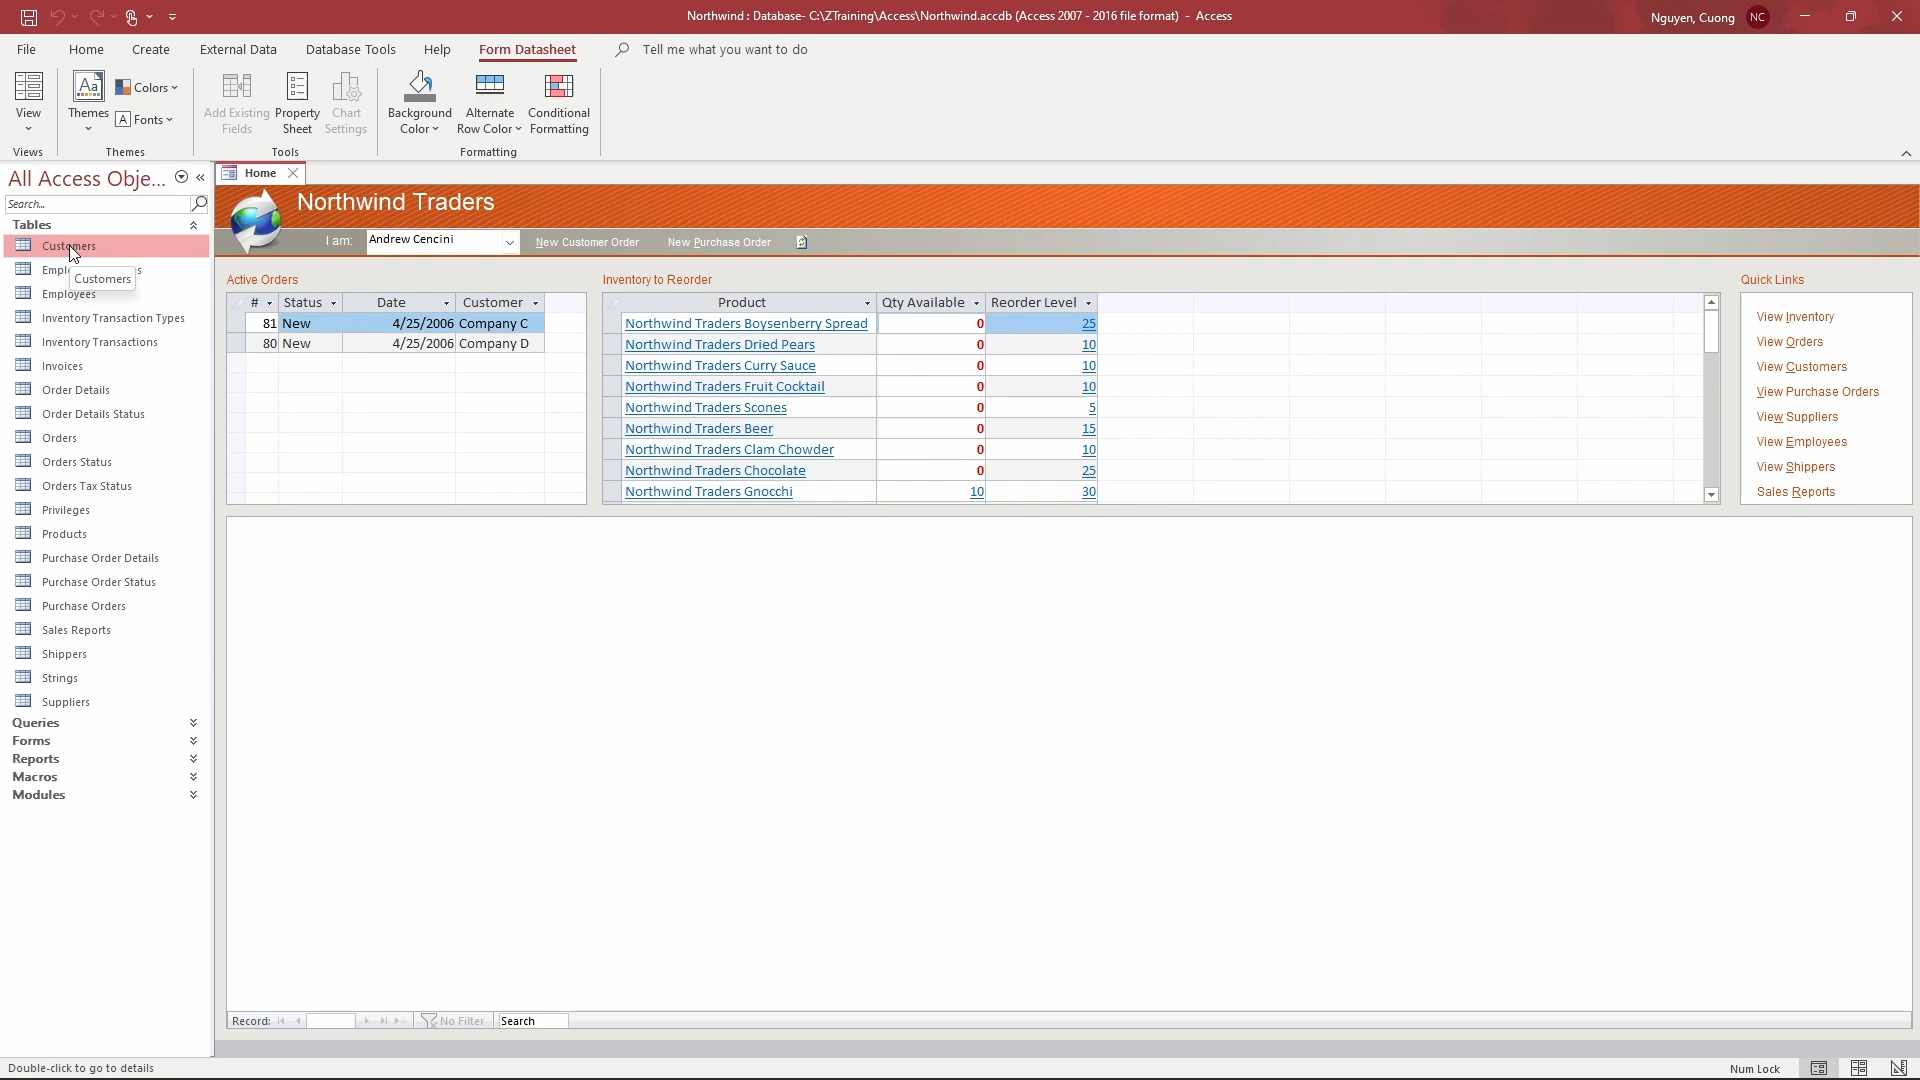 Northwind : Database- C:\ZTraining\Access\Northwind.accdb (Access 2007 - 2016 file format) - Access
Nguyen, Cuong NC
File Home Create External Data Database Tools Help Form Datasheet Tell me what you want to do
View
Views
Aa
Themes
Colors
A Fonts
Themes
Add Existing Fields
Property Sheet
Chart Settings
Tools
Background Color
Alternate Row Color
Conditional Formatting
Formatting
All Access Obje...
Search...
Tables
Customers
Customers
Employees
Inventory Transaction Types
Inventory Transactions
Invoices
Order Details
Order Details Status
Orders
Orders Status
Orders Tax Status
Privileges
Products
Purchase Order Details
Purchase Order Status
Purchase Orders
Sales Reports
Shippers
Strings
Suppliers
Queries
Forms
Reports
Macros
Modules
Home
Northwind Traders
I am: Andrew Cencini New Customer Order New Purchase Order
Active Orders
# Status Date Customer
81 New 4/25/2006 Company C
80 New 4/25/2006 Company D
Inventory to Reorder
Product Qty Available Reorder Level
Northwind Traders Boysenberry Spread 0 25
Northwind Traders Dried Pears 0 10
Northwind Traders Curry Sauce 0 10
Northwind Traders Fruit Cocktail 0 10
Northwind Traders Scones 0 5
Northwind Traders Beer 0 15
Northwind Traders Clam Chowder 0 10
Northwind Traders Chocolate 0 25
Northwind Traders Gnocchi 10 30
Quick Links
View Inventory
View Orders
View Customers
View Purchase Orders
View Suppliers
View Employees
View Shippers
Sales Reports
Record: No Filter Search
Double-click to go to details
Num Lock